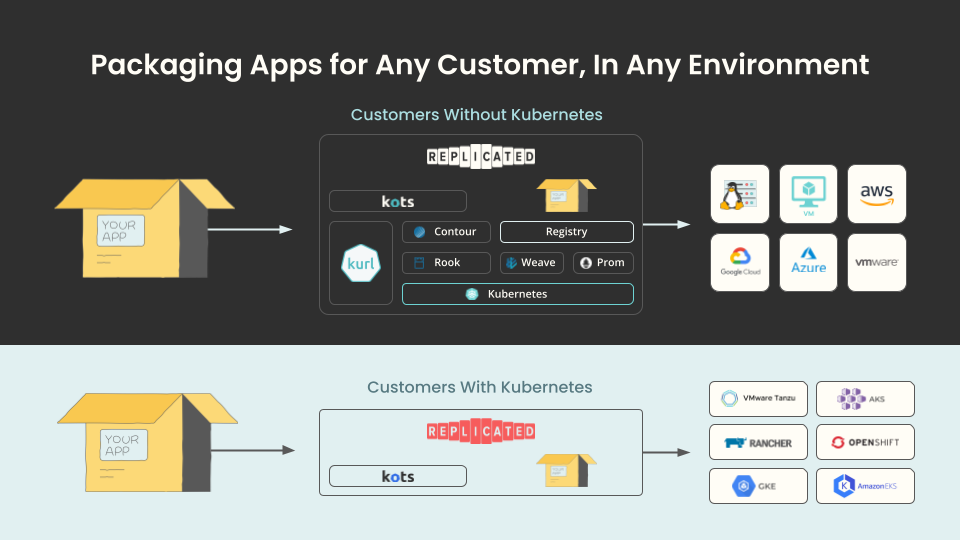 Packaging Apps for Any Customer, In Any Environment
Customers Without Kubernetes
REPLICATED
YOUR
APP
kots
kurl
Contour
Registry
Rook
Weave
Prom
Kubernetes
VM
aws
Google Cloud
Azure
vmware
Customers With Kubernetes
YOUR
APP
REPLICATED
kots
VMware Tanzu
AKS
RANCHER
OPENSHIFT
GKE
Amazon EKS